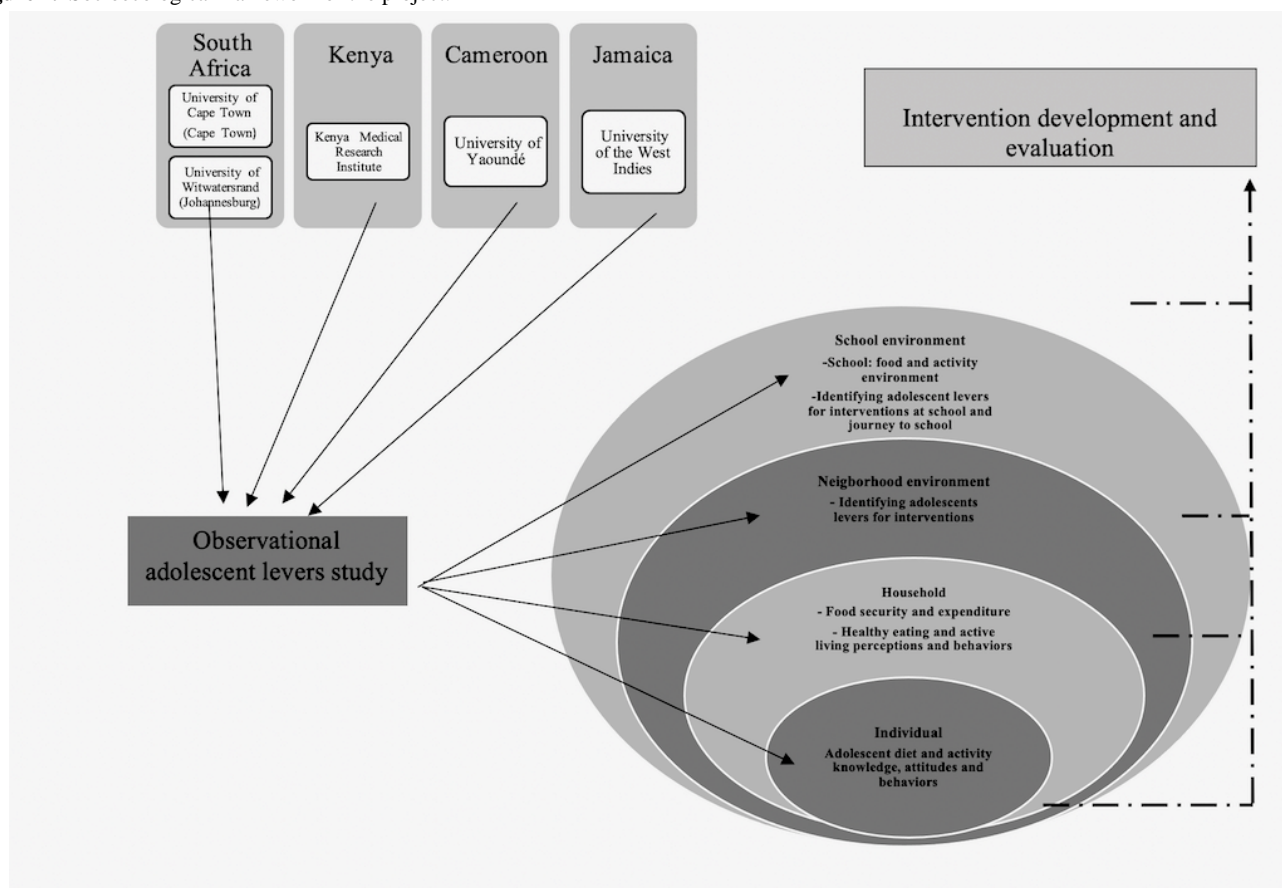 South
Africa
University of
Cape Town
(Cape Town)
University of
Witwatersrand
(Johannesburg)
Kenya
Kenya Medical
Research
Institute
Cameroon
University of
Yaoundé
Jamaica
University
of the West
Indies
Intervention development and
evaluation
Observational
adolescent levers study
School environment
-School: food and activity
environment
-Identifying adolescent levers
for interventions at school and
journey to school
Neigborhood environment
- Identifying adolescents
levers for interventions
Household
- Food security and expenditure
- Healthy eating and active
living perceptions and behaviors
Individual
Adolescent diet and activity
knowledge, attitudes and
behaviors